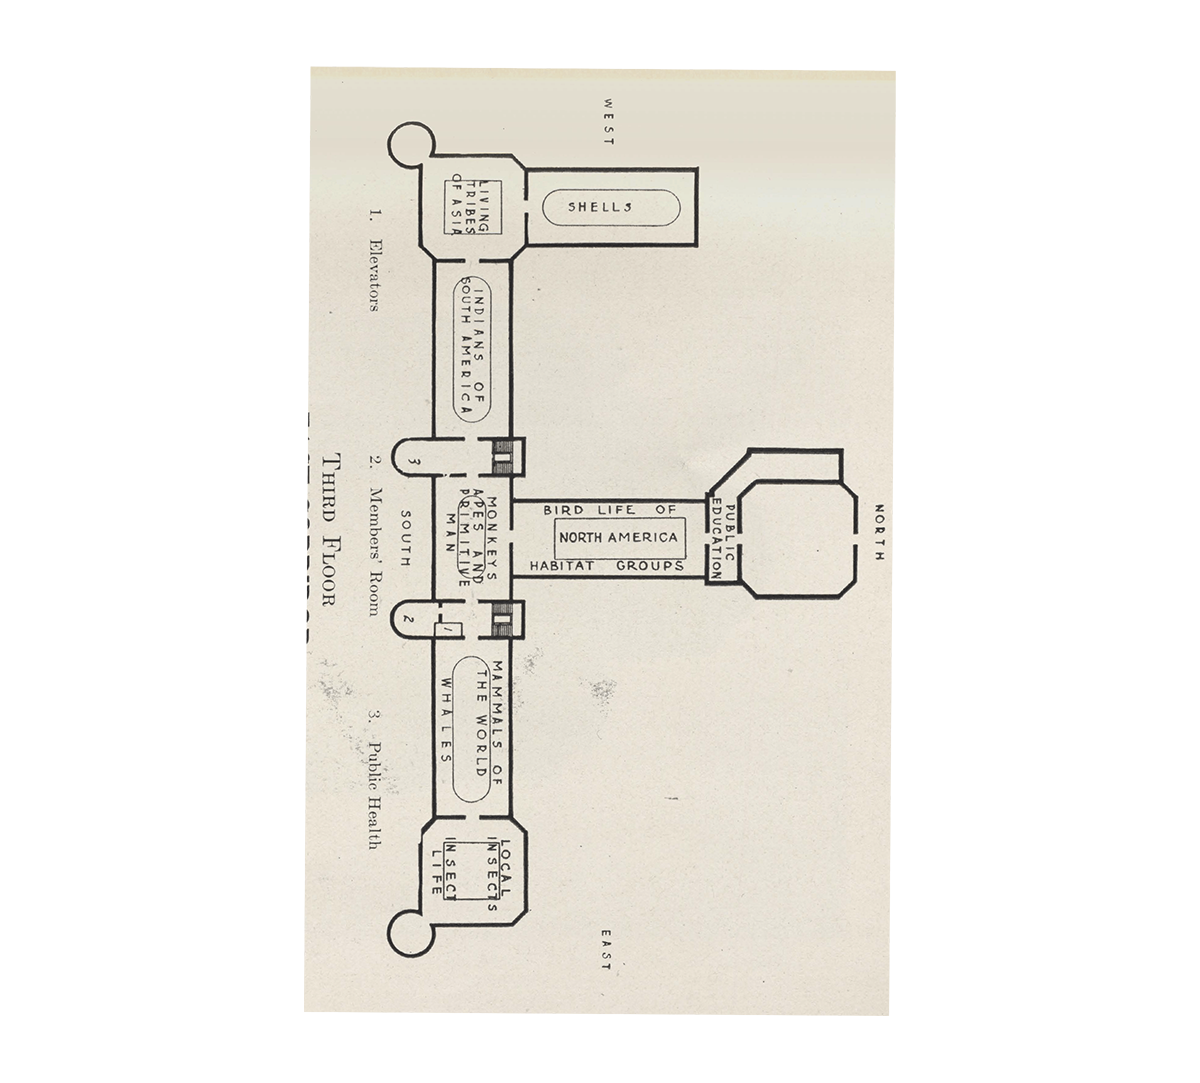 NORTH
PUBLIC
EDUCATION
BIRD LIFE OF
NORTH AMERICA
HABITAT GROUPS
WEST
SHELLS
EAST
LIVING
TRIBES
OF ASIA
INDIANS OF
SOUTH AMERICA
3
MONKEYS
APES AND
PRIMITIVE
MAN
1
2
MAMMALS OF
THE WORLD
WHALES
LOCAL
INSECTS
INSECT
LIFE
SOUTH
1. Elevators 2. Members' Room 3. Public Health
THIRD FLOOR